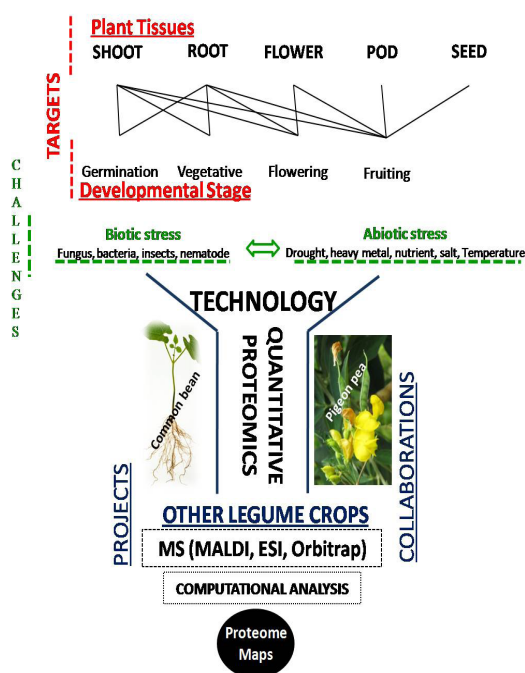 Plant Tissues
SHOOT ROOT FLOWER POD SEED
TARGETS
Germination Vegetative Flowering Fruiting
Developmental Stage
CHALLENGES
Biotic stress
Fungus, bacteria, insects, nematode
Abiotic stress
Drought, heavy metal, nutrient, salt, Temperature
TECHNOLOGY
QUANTITATIVE
PROTEOMICS
Common bean
Pigeon pea
PROJECTS
COLLABORATIONS
OTHER LEGUME CROPS
MS (MALDI, ESI, Orbitrap)
COMPUTATIONAL ANALYSIS
Proteome
Maps